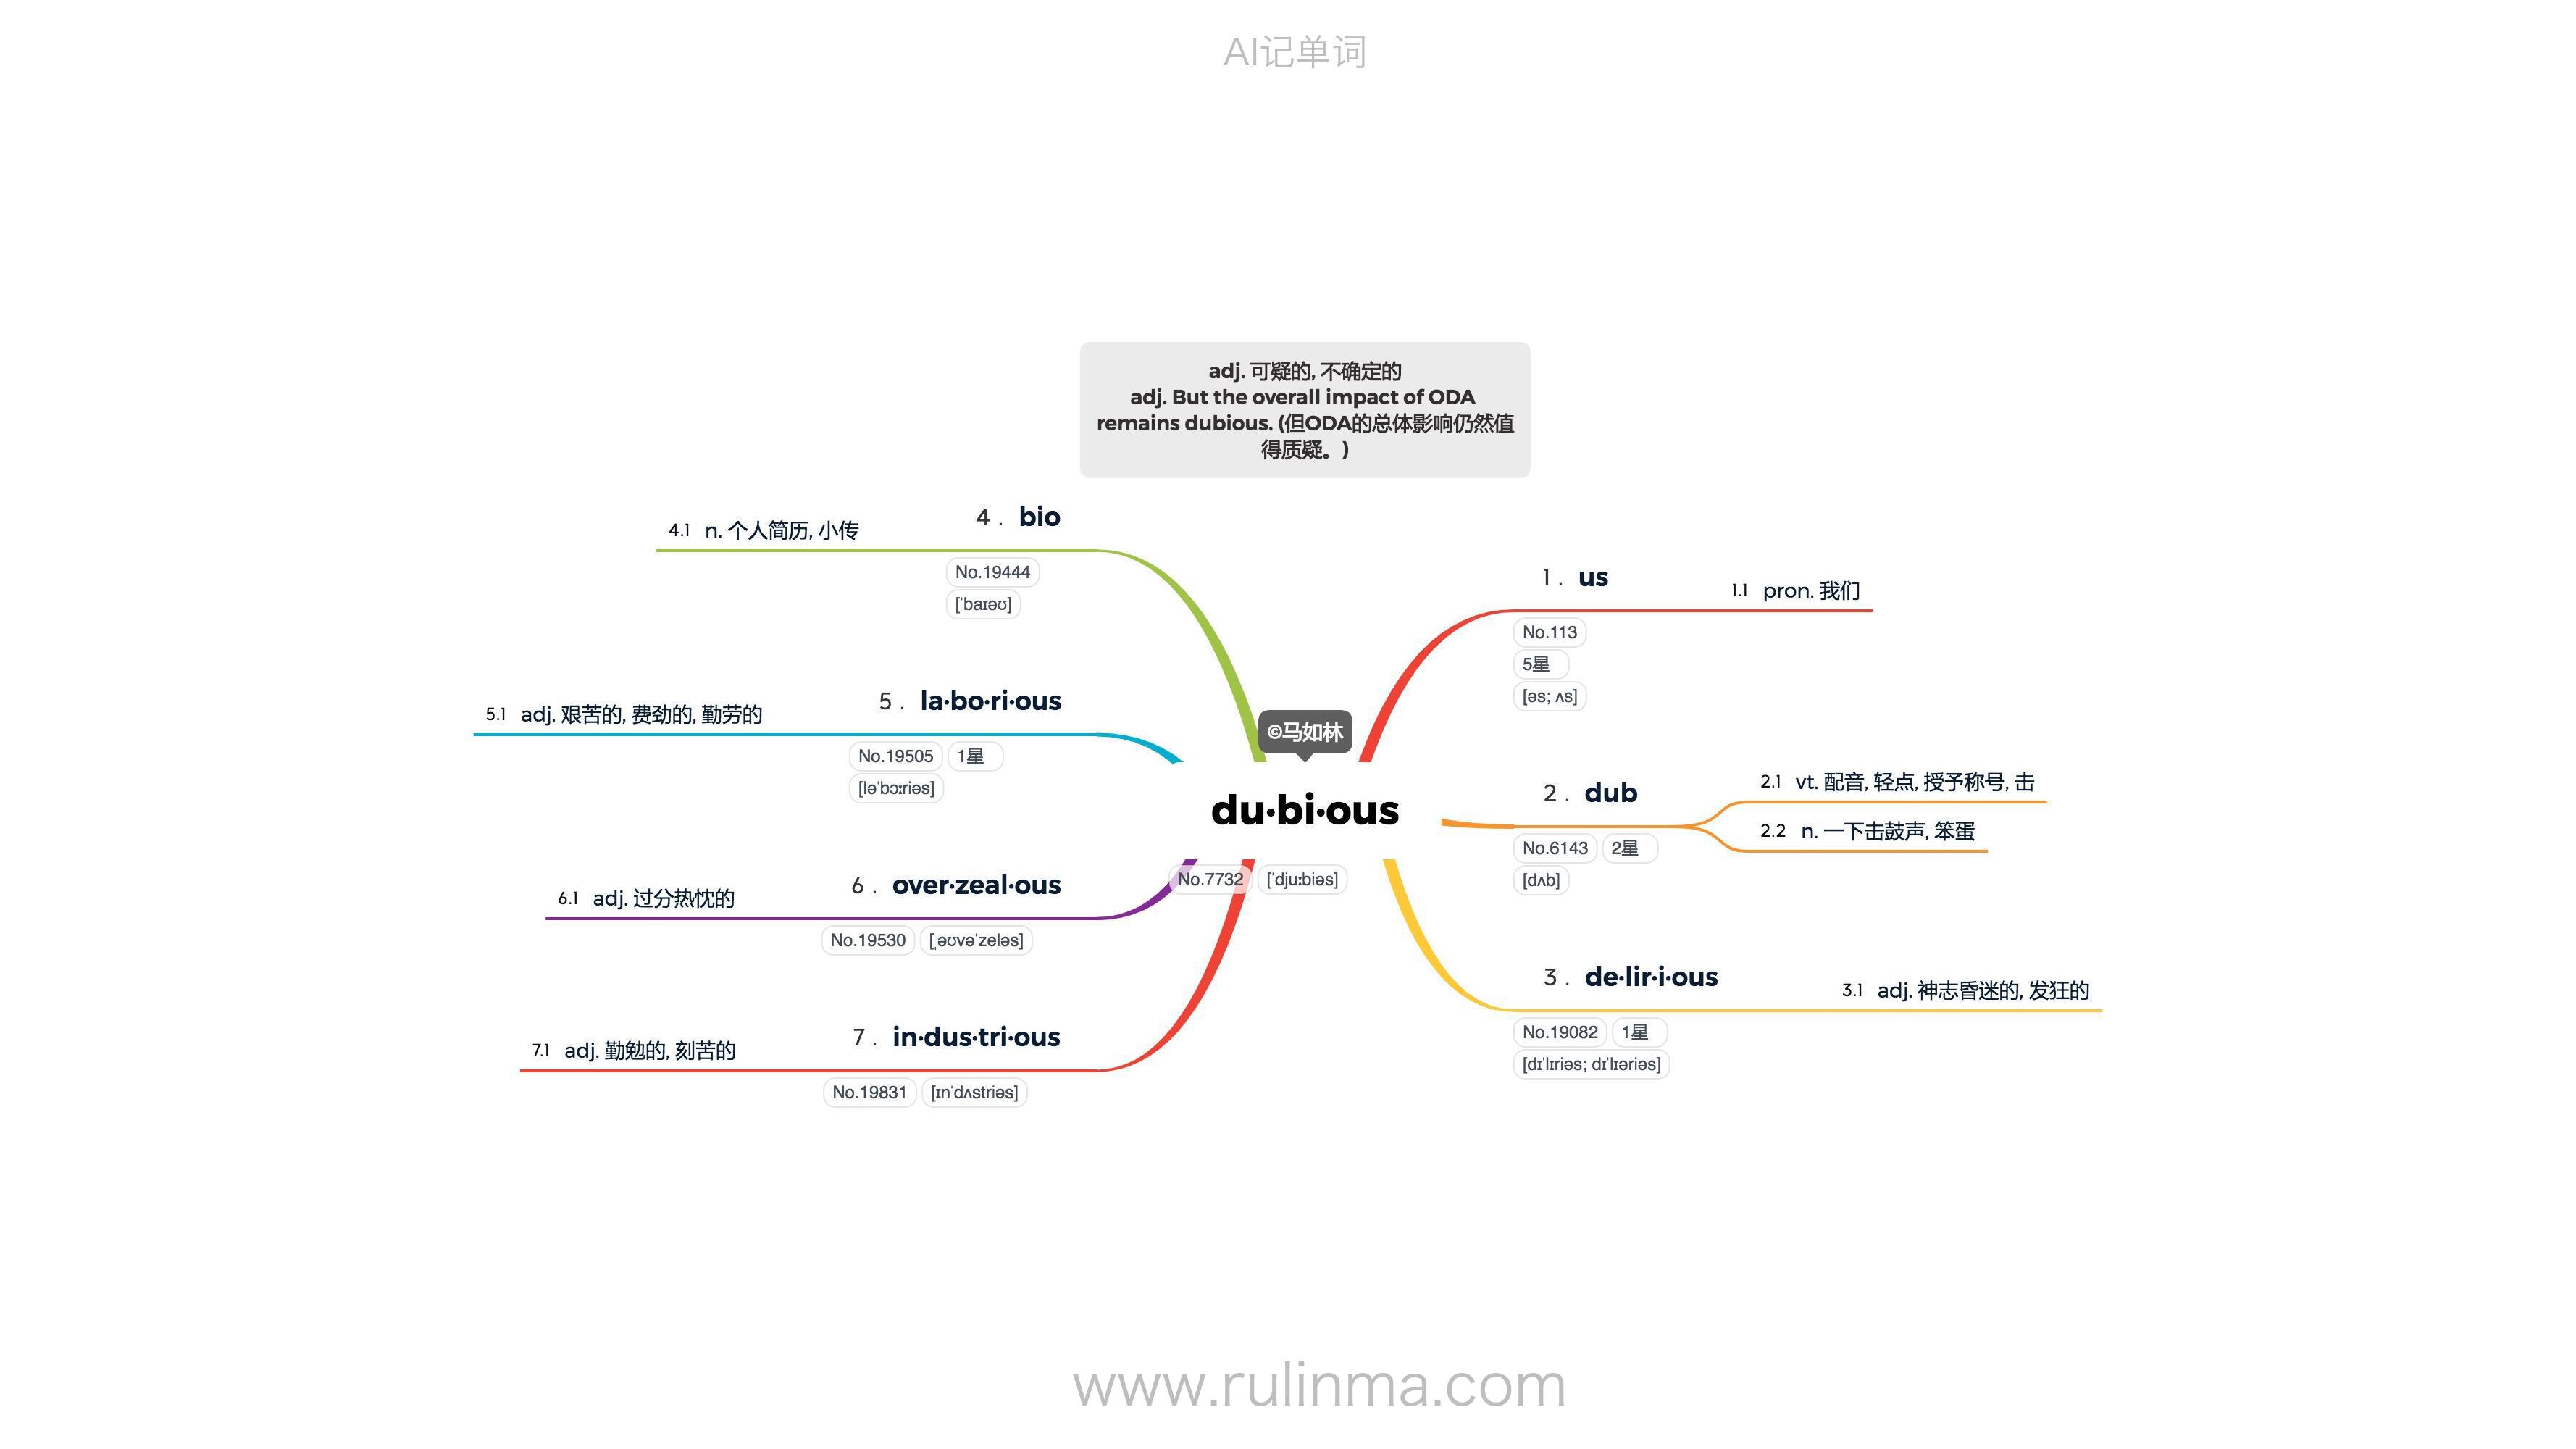 AI记单词
adj. 可疑的, 不确定的
adj. But the overall impact of ODA
remains dubious. (但ODA的总体影响仍然值
得质疑。)
©马如林
du·bi·ous
No.7732 [ˈdjuːbiəs]
1 . us
No.113
5星
[əs; ʌs]
1.1 pron. 我们
2 . dub
No.6143 2星
[dʌb]
2.1 vt. 配音, 轻点, 授予称号, 击
2.2 n. 一下击鼓声, 笨蛋
3 . de·lir·i·ous
No.19082 1星
[dɪˈlɪriəs; dɪˈlɪəriəs]
3.1 adj. 神志昏迷的, 发狂的
4 . bio
No.19444
[ˈbaɪəʊ]
4.1 n. 个人简历, 小传
5 . la·bo·ri·ous
No.19505 1星
[ləˈbɔːriəs]
5.1 adj. 艰苦的, 费劲的, 勤劳的
6 . over·zeal·ous
No.19530 [ˌəʊvəˈzeləs]
6.1 adj. 过分热忱的
7 . in·dus·tri·ous
No.19831 [ɪnˈdʌstriəs]
7.1 adj. 勤勉的, 刻苦的
www.rulinma.com